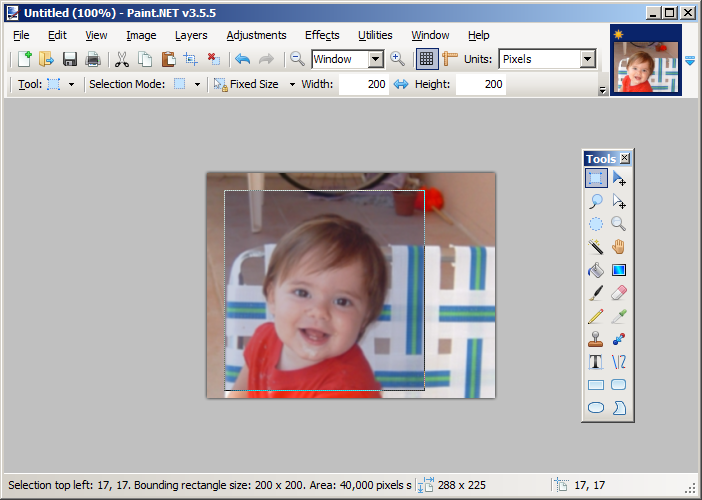 Untitled (100%) - Paint.NET v3.5.5
File Edit View Image Layers Adjustments Effects Utilities Window Help
Window Units: Pixels
Tool: Selection Mode: Fixed Size Width: 200 Height: 200
Tools
T
Selection top left: 17, 17. Bounding rectangle size: 200 x 200. Area: 40,000 pixels s 288 x 225 17, 17